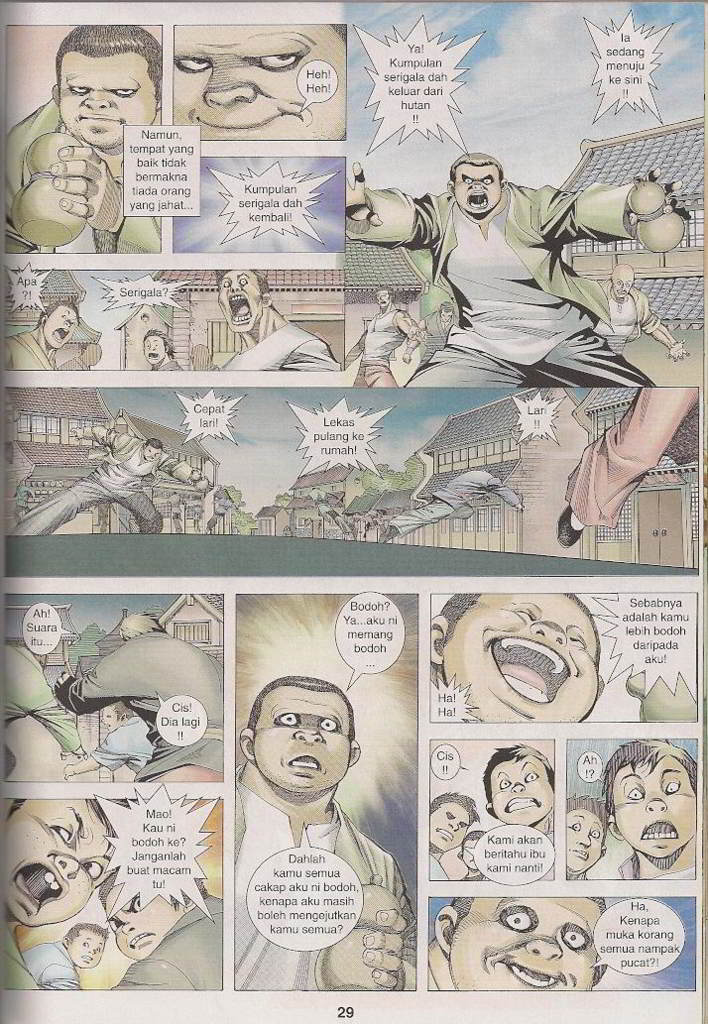 Namun,
tempat yang
baik tidak
bermakna
tiada orang
yang jahat...
Heh!
Heh!
Kumpulan
serigala dah
kembali!
Ya!
Kumpulan
serigala dah
keluar dari
hutan
!!
Ia
sedang
menuju
ke sini
!!
Apa
?!
Serigala?
Cepat
lari!
Lekas
pulang ke
rumah!
Lari
!!
Ah!
Suara
itu...
Cis!
Dia lagi
!!
Mao!
Kau ni
bodoh ke?
Janganlah
buat macam
tu!
Bodoh?
Ya...aku ni
memang
bodoh
...
Dahlah
kamu semua
cakap aku ni bodoh,
kenapa aku masih
boleh mengejutkan
kamu semua?
Sebabnya
adalah kamu
lebih bodoh
daripada
aku!
Ha!
Ha!
Cis
!!
Kami akan
beritahu ibu
kami nanti!
Ah
!?
Ha,
Kenapa
muka korang
semua nampak
pucat?!
29